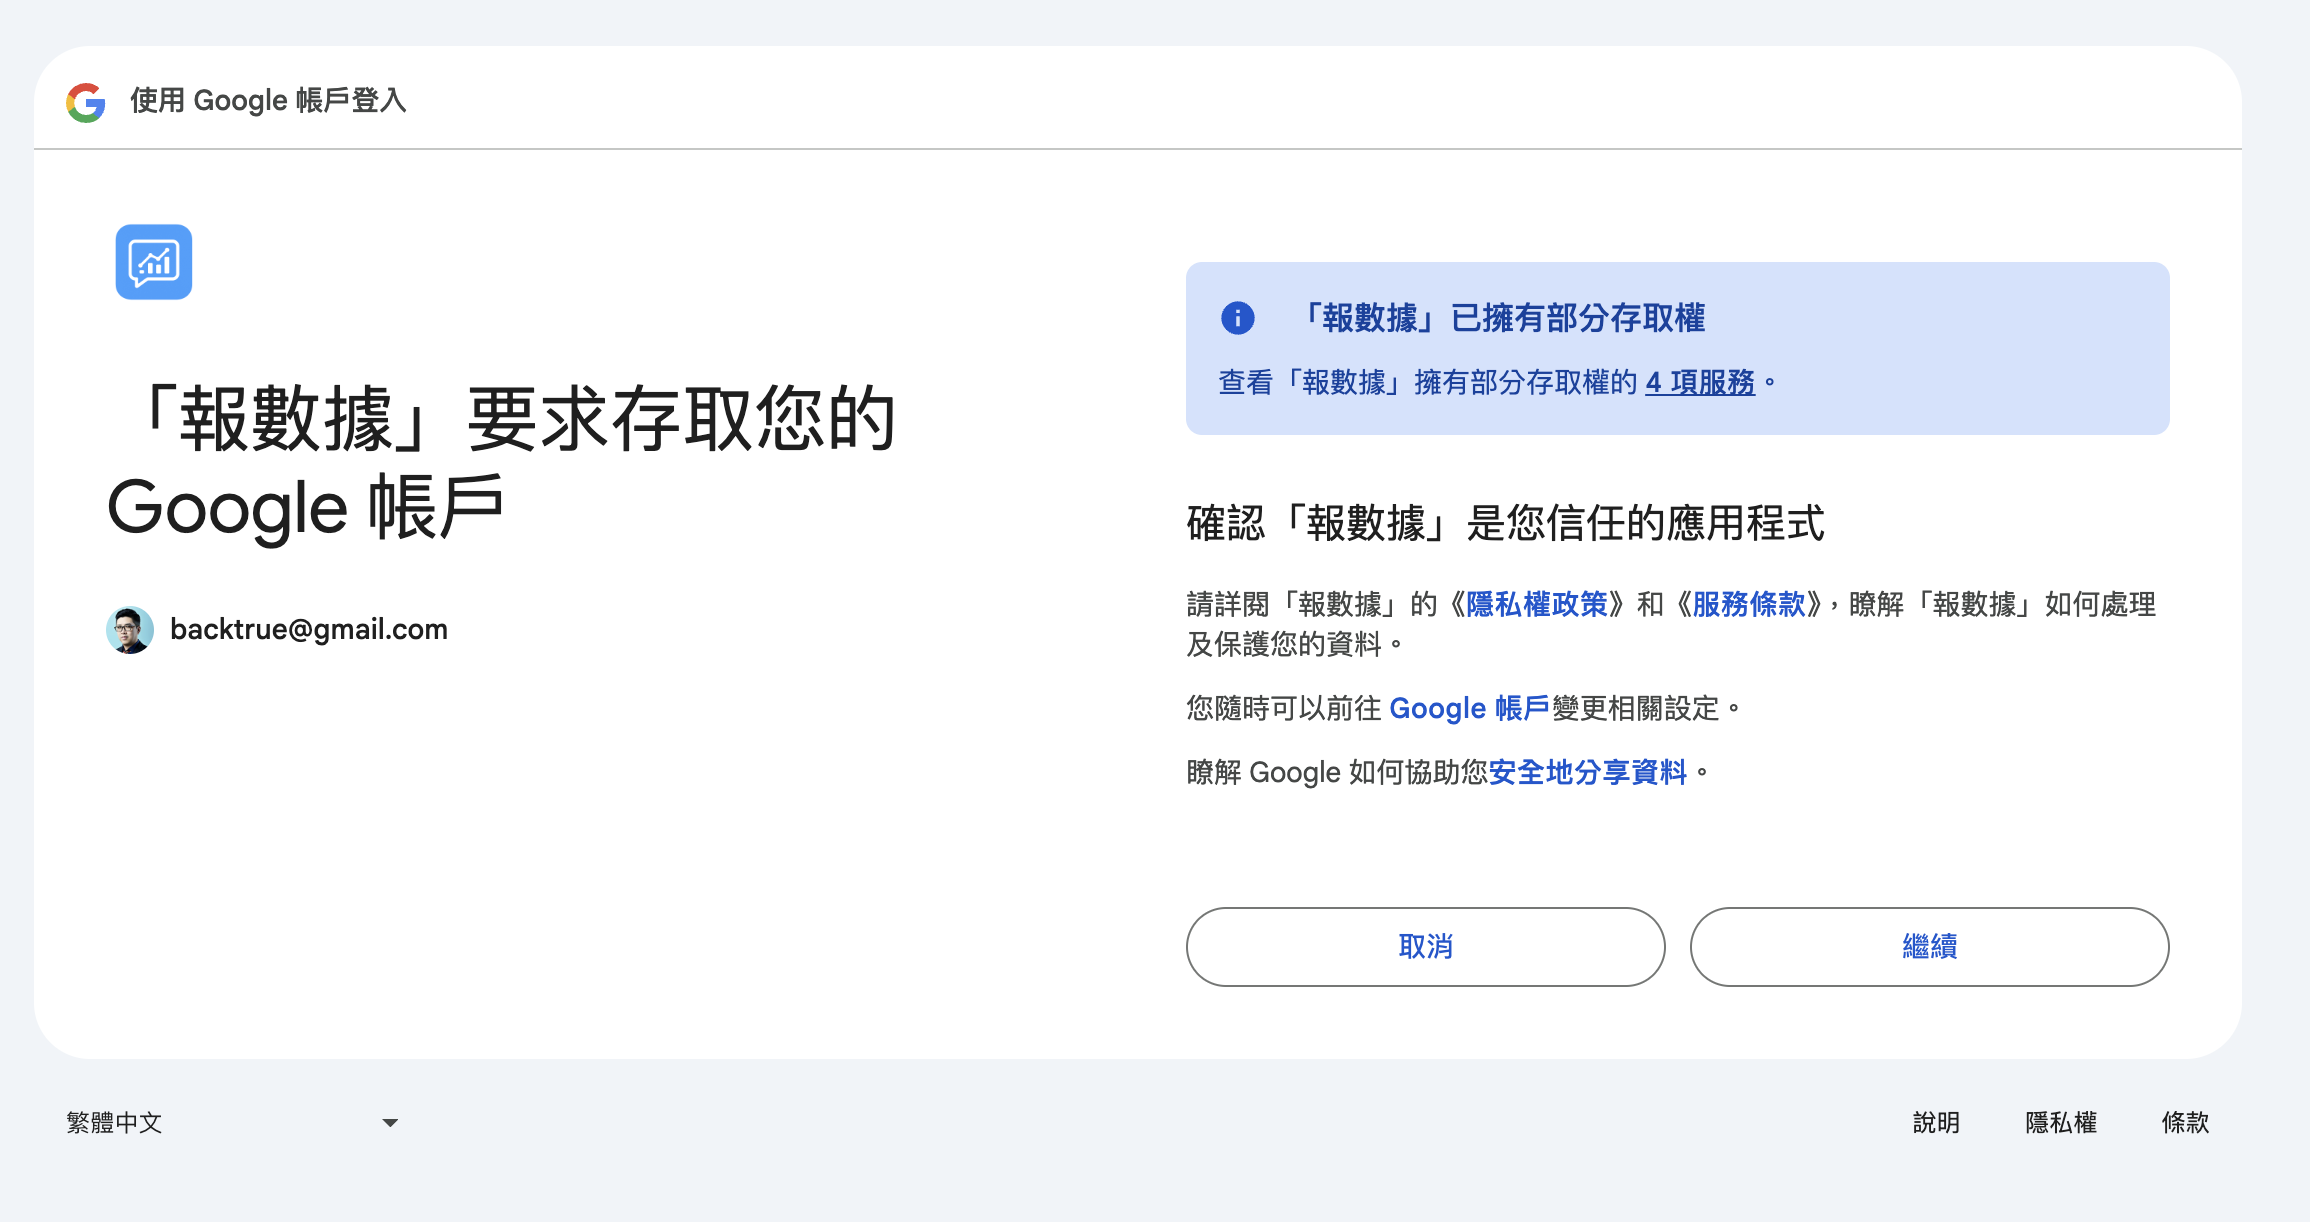 使用 Google 帳戶登入
「報數據」要求存取您的
Google 帳戶
backtrue@gmail.com
「報數據」已擁有部分存取權
查看「報數據」擁有部分存取權的 4 項服務。
確認「報數據」是您信任的應用程式
請詳閱「報數據」的《隱私權政策》和《服務條款》，瞭解「報數據」如何處理
及保護您的資料。
您隨時可以前往 Google 帳戶變更相關設定。
瞭解 Google 如何協助您安全地分享資料。
取消
繼續
繁體中文
說明
隱私權
條款